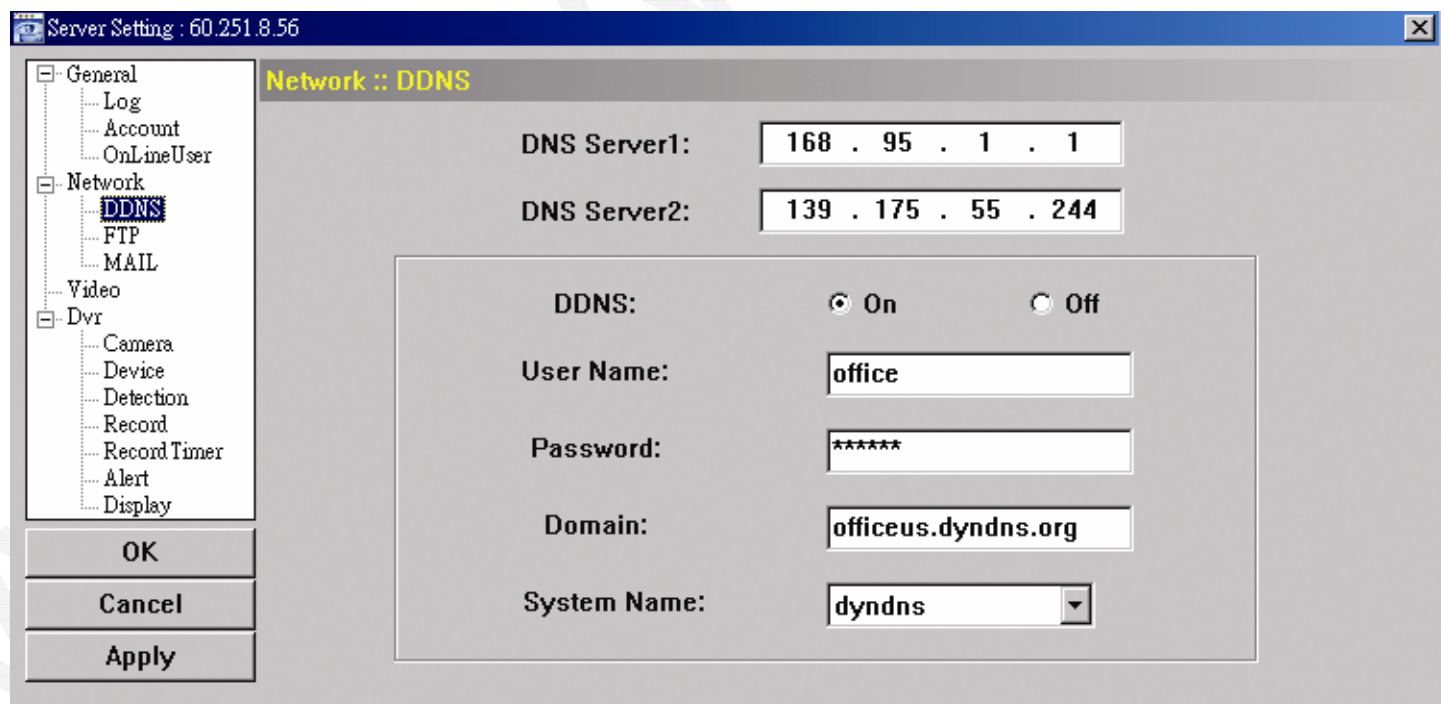 Server Setting : 60.251.8.56
General
Log
Account
OnLineUser
Network
DDNS
FTP
MAIL
Video
Dvr
Camera
Device
Detection
Record
Record Timer
Alert
Display
OK
Cancel
Apply
Network :: DDNS
DNS Server1: 168 . 95 . 1 . 1
DNS Server2: 139 . 175 . 55 . 244
DDNS: On Off
User Name: office
Password: ******
Domain: officeus.dyndns.org
System Name: dyndns